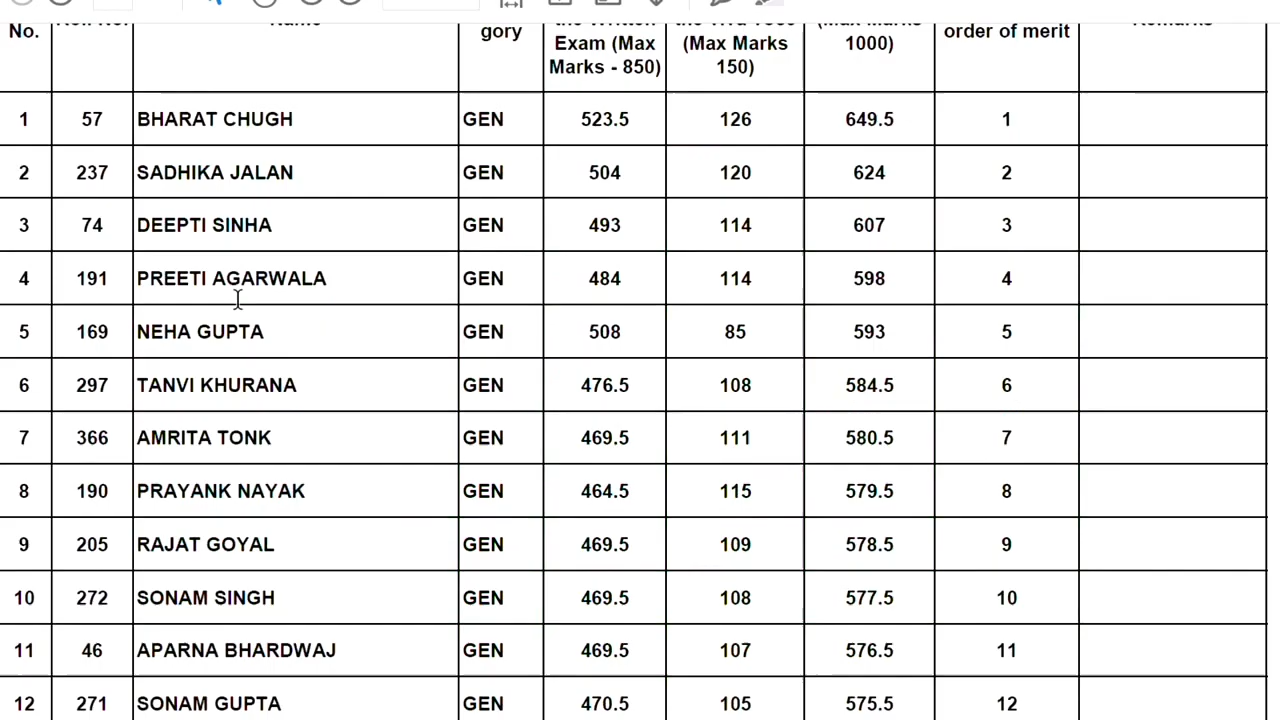 No. gory Exam (Max Marks - 850) (Max Marks 150) 1000) order of merit
1 57 BHARAT CHUGH GEN 523.5 126 649.5 1
2 237 SADHIKA JALAN GEN 504 120 624 2
3 74 DEEPTI SINHA GEN 493 114 607 3
4 191 PREETI AGARWALA GEN 484 114 598 4
5 169 NEHA GUPTA GEN 508 85 593 5
6 297 TANVI KHURANA GEN 476.5 108 584.5 6
7 366 AMRITA TONK GEN 469.5 111 580.5 7
8 190 PRAYANK NAYAK GEN 464.5 115 579.5 8
9 205 RAJAT GOYAL GEN 469.5 109 578.5 9
10 272 SONAM SINGH GEN 469.5 108 577.5 10
11 46 APARNA BHARDWAJ GEN 469.5 107 576.5 11
12 271 SONAM GUPTA GEN 470.5 105 575.5 12